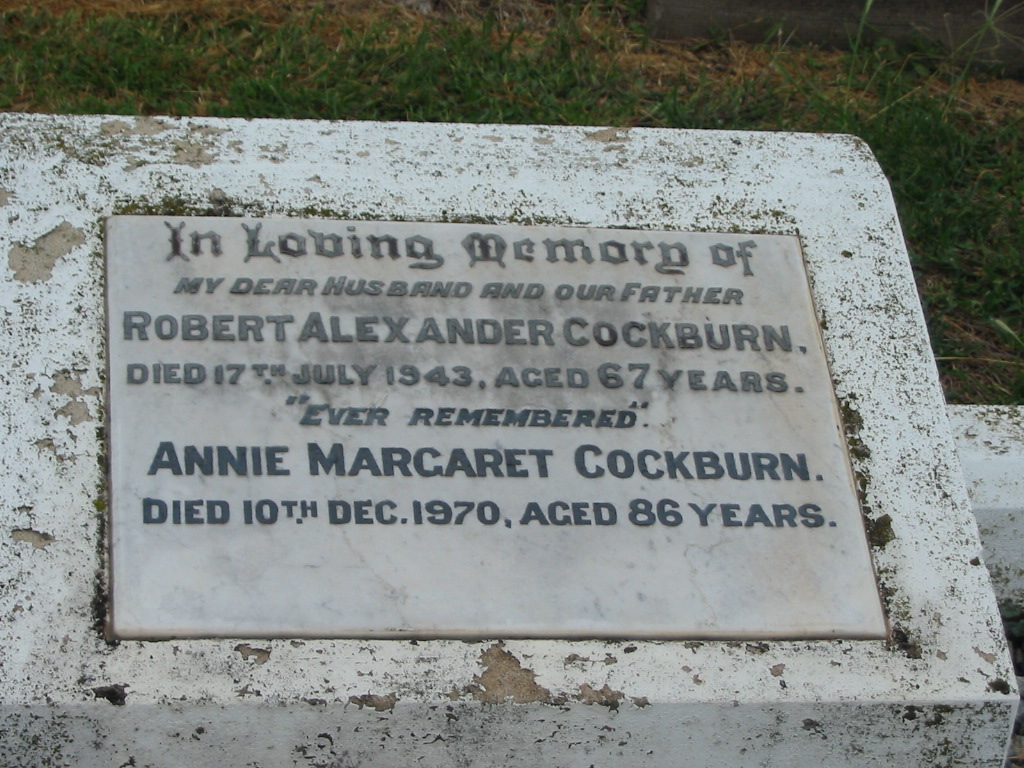 In Loving Memory of
MY DEAR HUSBAND AND OUR FATHER
ROBERT ALEXANDER COCKBURN,
DIED 17TH JULY 1943, AGED 67 YEARS.
"EVER REMEMBERED".
ANNIE MARGARET COCKBURN.
DIED 10TH DEC. 1970, AGED 86 YEARS.